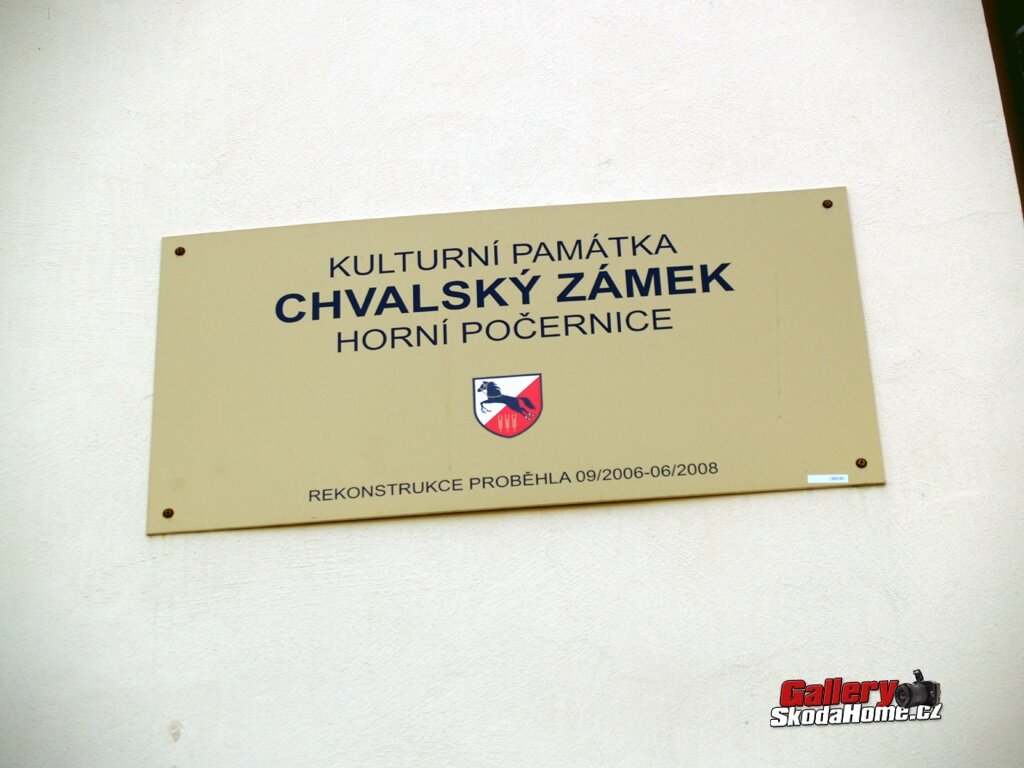 KULTURNÍ PAMÁTKA
CHVALSKÝ ZÁMEK
HORNÍ POČERNICE
REKONSTRUKCE PROBĚHLA 09/2006-06/2008
Gallery
SkodaHome.cz